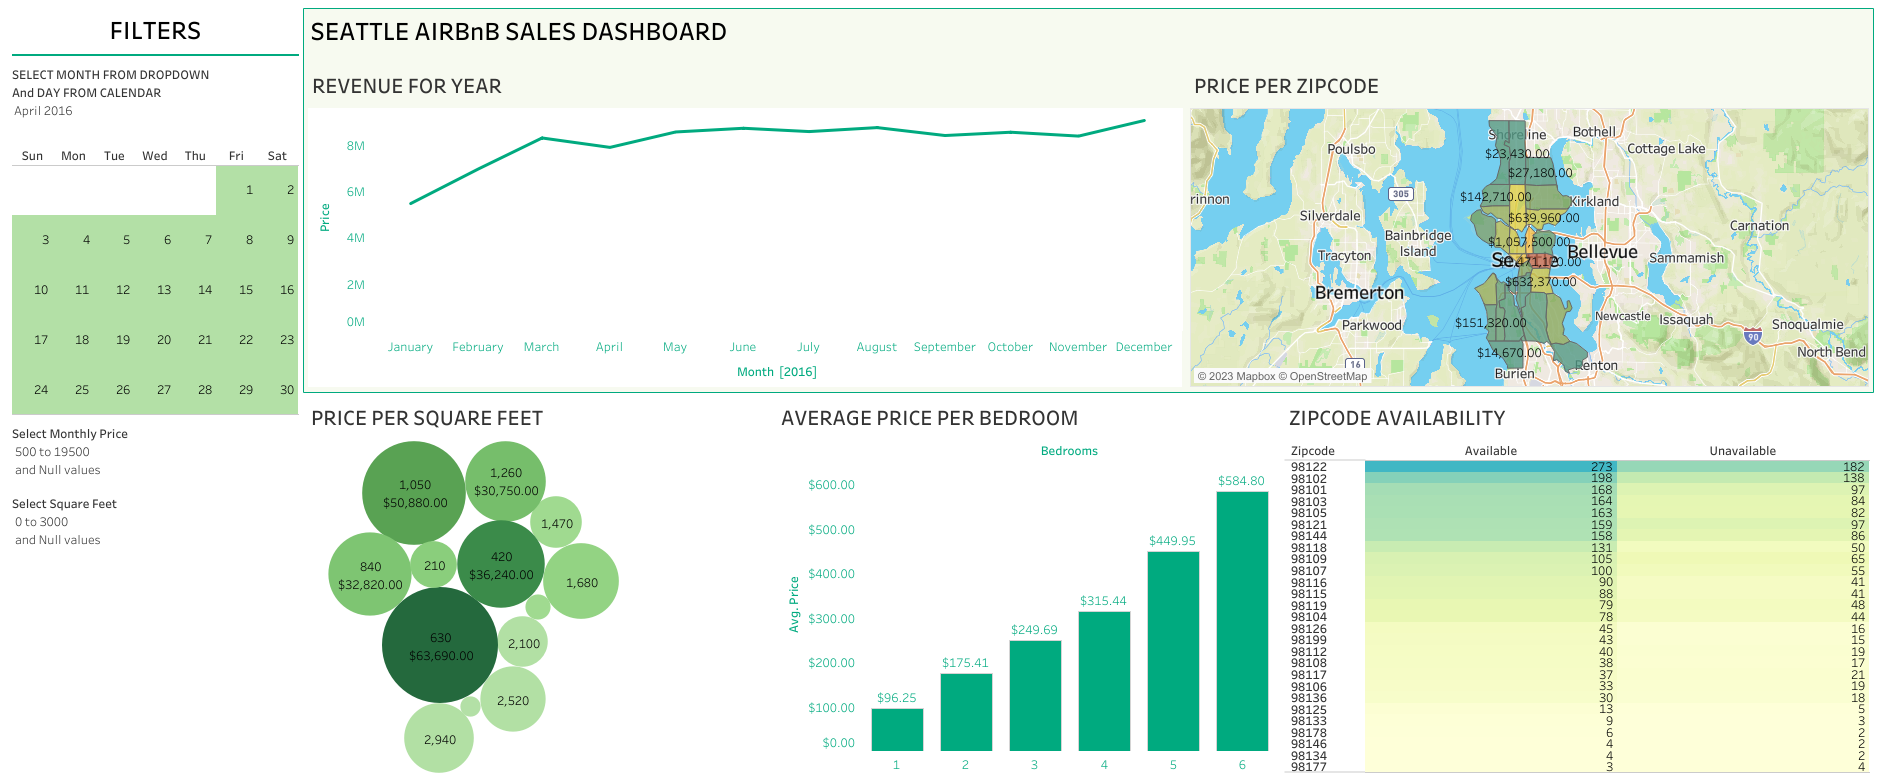 FILTERS
SELECT MONTH FROM DROPDOWN
And DAY FROM CALENDAR
April 2016
Sun Mon Tue Wed Thu Fri Sat
1 2
3 4 5 6 7 8 9
10 11 12 13 14 15 16
17 18 19 20 21 22 23
24 25 26 27 28 29 30
Select Monthly Price
500 to 19500
and Null values
Select Square Feet
0 to 3000
and Null values
SEATTLE AIRBnB SALES DASHBOARD
REVENUE FOR YEAR
Price
8M
6M
4M
2M
0M
January February March April May June July August September October November December
Month [2016]
PRICE PER ZIPCODE
Shoreline
Bothell
Poulsbo
Cottage Lake
$23,430.00
$27,180.00
305
$142,710.00
Kirkland
rinnon
Silverdale
$639,960.00
Carnation
Bainbridge
Island
$1,057,500.00
Tracyton
Bellevue
Sammamish
$632,370.00
Bremerton
Parkwood
$151,320.00
Newcastle
Issaquah
Snoqualmie
90
$14,670.00
North Bend
16
Renton
Burien
© 2023 Mapbox © OpenStreetMap
PRICE PER SQUARE FEET
1,050
$50,880.00
1,260
$30,750.00
1,470
840
$32,820.00
210
420
$36,240.00
1,680
630
$63,690.00
2,100
2,520
2,940
AVERAGE PRICE PER BEDROOM
Bedrooms
Avg. Price
$600.00
$500.00
$400.00
$300.00
$200.00
$100.00
$0.00
$96.25
$175.41
$249.69
$315.44
$449.95
$584.80
1 2 3 4 5 6
ZIPCODE AVAILABILITY
Zipcode Available Unavailable
98122 273 182
98102 198 138
98101 168 97
98103 164 84
98105 163 82
98121 159 97
98144 158 86
98118 131 50
98109 105 65
98107 100 55
98116 90 41
98115 88 41
98119 79 48
98104 78 44
98126 45 16
98199 43 15
98112 40 19
98108 38 17
98117 37 21
98106 33 19
98136 30 18
98125 13 5
98133 9 3
98178 6 2
98146 4 2
98134 4 2
98177 3 4